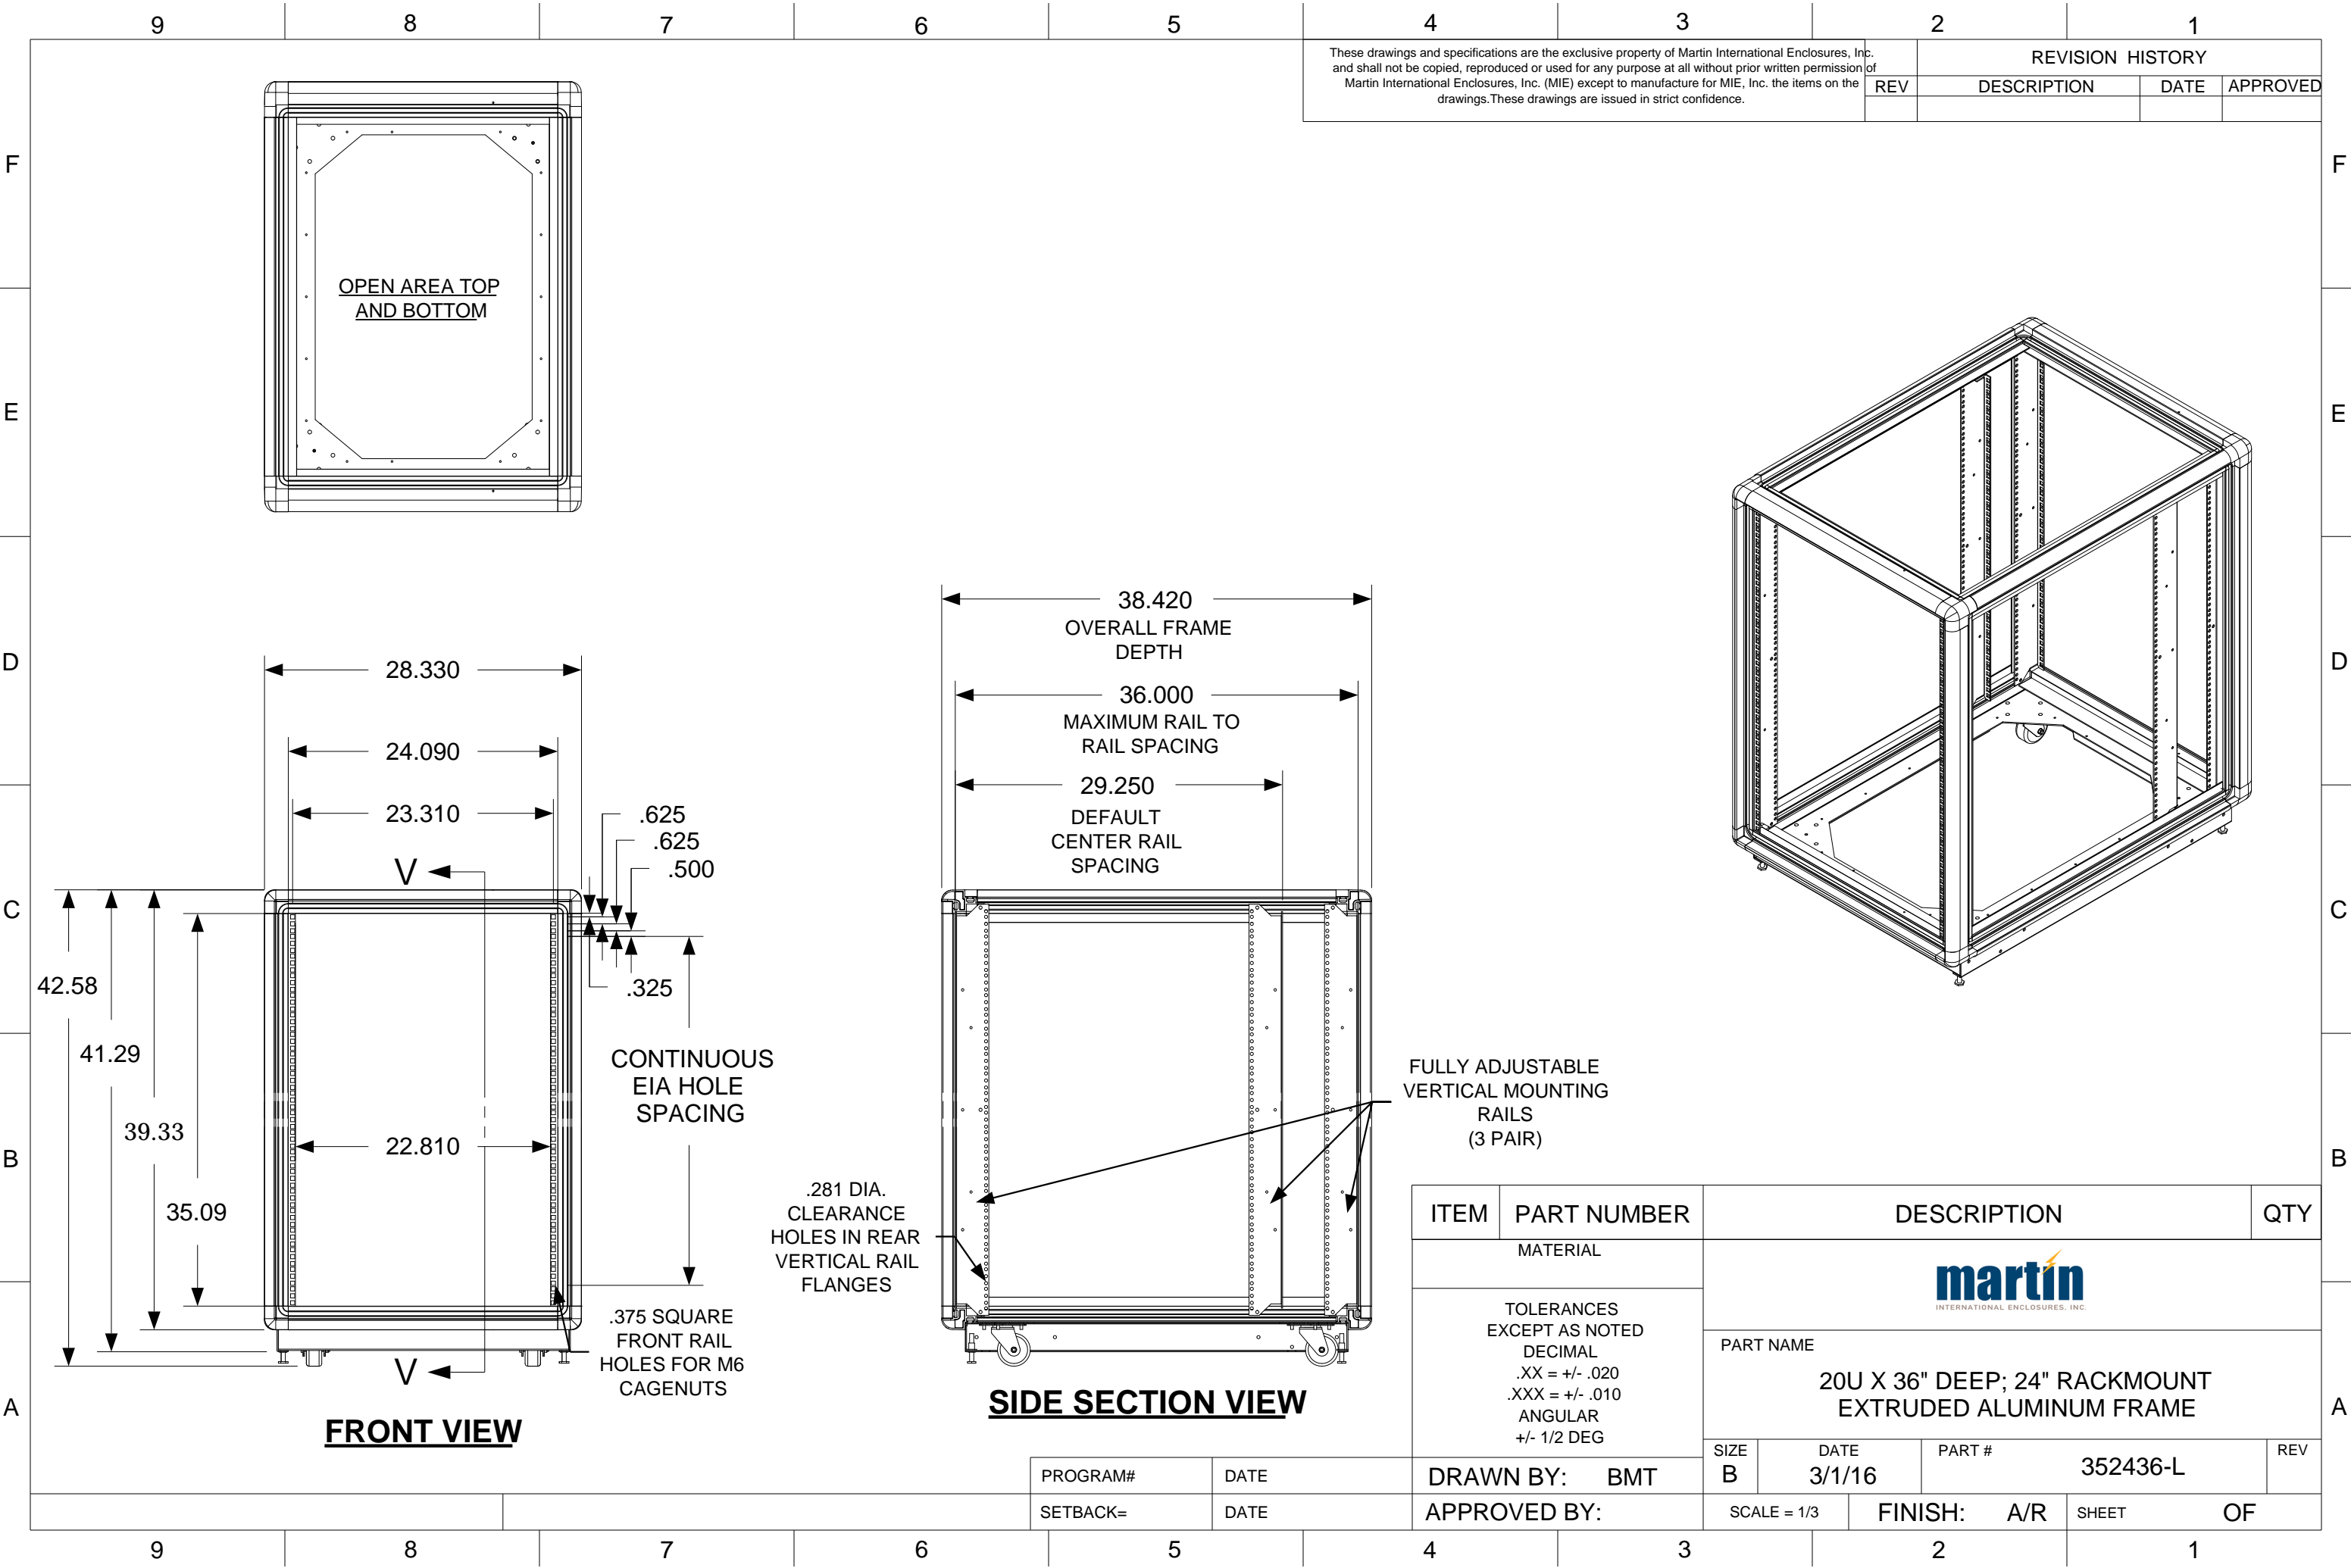 9 8 7 6 5 4 3 2 1
These drawings and specifications are the exclusive property of Martin International Enclosures, Inc.
and shall not be copied, reproduced or used for any purpose at all without prior written permission of
Martin International Enclosures, Inc. (MIE) except to manufacture for MIE, Inc. the items on the
drawings.These drawings are issued in strict confidence.
REVISION HISTORY
REV DESCRIPTION DATE APPROVED
F F
OPEN AREA TOP
AND BOTTOM
E E
D D
28.330
24.090
23.310
.625
.625
.500
.325
V
C C
42.58
41.29
39.33
35.09
22.810
CONTINUOUS
EIA HOLE
SPACING
B B
.375 SQUARE
FRONT RAIL
HOLES FOR M6
CAGENUTS
V
FRONT VIEW
38.420
OVERALL FRAME
DEPTH
36.000
MAXIMUM RAIL TO
RAIL SPACING
29.250
DEFAULT
CENTER RAIL
SPACING
FULLY ADJUSTABLE
VERTICAL MOUNTING
RAILS
(3 PAIR)
.281 DIA.
CLEARANCE
HOLES IN REAR
VERTICAL RAIL
FLANGES
SIDE SECTION VIEW
A A
ITEM PART NUMBER DESCRIPTION QTY
MATERIAL
martin
INTERNATIONAL ENCLOSURES, INC.
TOLERANCES
EXCEPT AS NOTED
DECIMAL
.XX = +/- .020
.XXX = +/- .010
ANGULAR
+/- 1/2 DEG
PART NAME
20U X 36" DEEP; 24" RACKMOUNT
EXTRUDED ALUMINUM FRAME
SIZE DATE PART # REV
B 3/1/16 352436-L
PROGRAM# DATE DRAWN BY: BMT
SETBACK= DATE APPROVED BY: SCALE = 1/3 FINISH: A/R SHEET OF
9 8 7 6 5 4 3 2 1